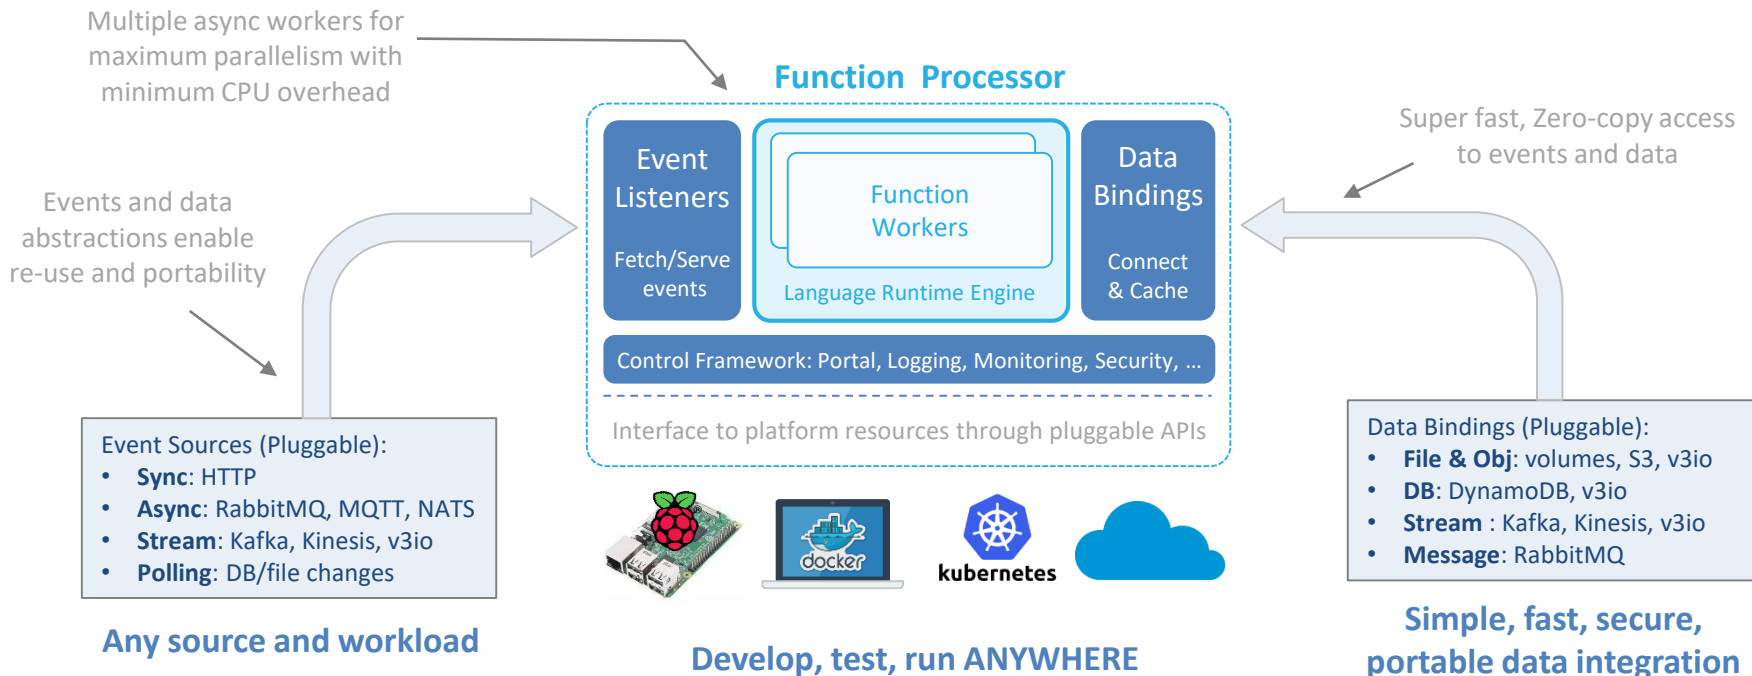 Multiple async workers for
maximum parallelism with
minimum CPU overhead
Function Processor
Events and data
abstractions enable
re-use and portability
Event
Listeners
Fetch/Serve
events
Function
Workers
Language Runtime Engine
Data
Bindings
Connect
& Cache
Super fast, Zero-copy access
to events and data
Control Framework: Portal, Logging, Monitoring, Security, ...
Interface to platform resources through pluggable APIs
Event Sources (Pluggable):
• Sync: HTTP
• Async: RabbitMQ, MQTT, NATS
• Stream: Kafka, Kinesis, v3io
• Polling: DB/file changes
Any source and workload
docker
kubernetes
Develop, test, run ANYWHERE
Data Bindings (Pluggable):
• File & Obj: volumes, S3, v3io
• DB: DynamoDB, v3io
• Stream : Kafka, Kinesis, v3io
• Message: RabbitMQ
Simple, fast, secure,
portable data integration